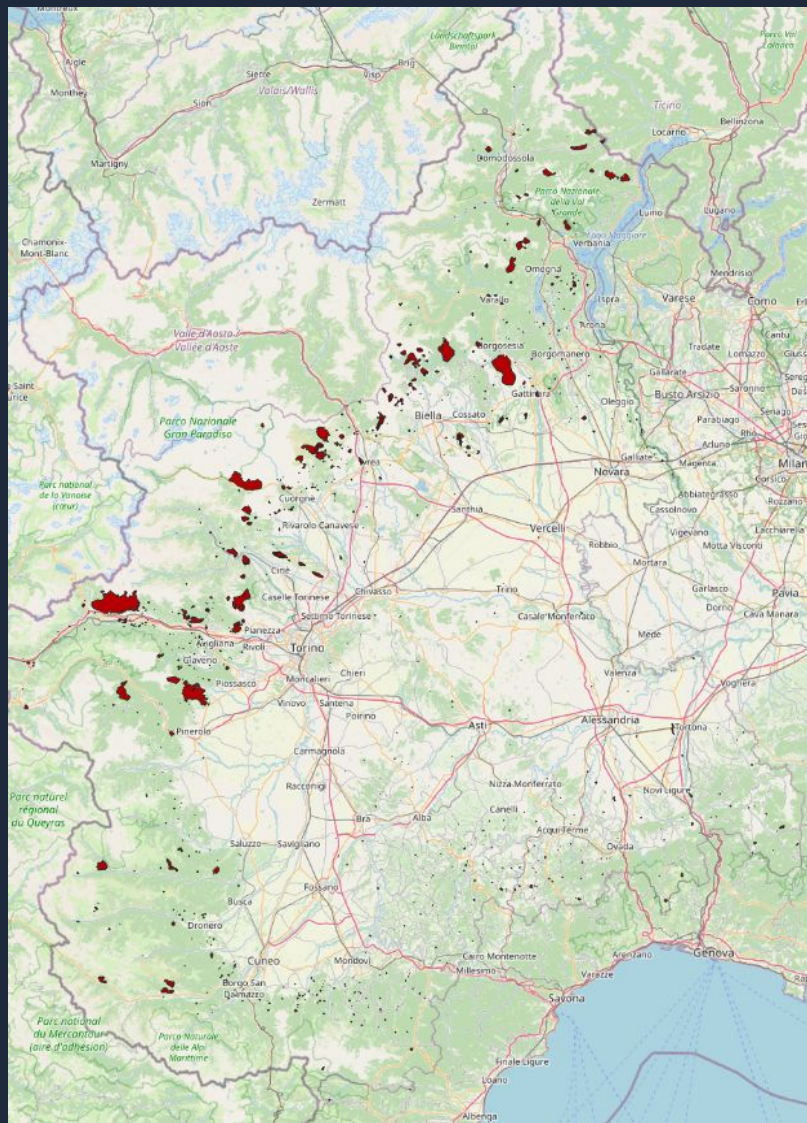 Montreux
Landschaftspark
Binntal
Aigle
Sierre
Visp
Brig
Monthey
Sion
Valais/Wallis
Ticino
Bellinzona
Locarno
Domodossola
Martigny
Parco Nazionale
della Val
Grande
Zermatt
Luino
Lugano
Chamonix-
Mont-Blanc
Lago Maggiore
Verbania
Omegna
Mendrisio
Varallo
Ispra
Varese
Como
Arona
Valle d'Aosta /
Vallée d'Aoste
Borgosesia
Borgomanero
Tradate
Cantù
Lomazzo
Gallarate
Saronno
Gattinara
Busto Arsizio
Oleggio
Parco Nazionale
Gran Paradiso
Biella
Cossato
Parabiago
Rho
Arluno
Galliate
Magenta
Milan
Novara
Ivrea
Parc national
de la Vanoise
(cœur)
Cuorgnè
Santhià
Abbiategrasso
Corsico
Rozzano
Cassolnovo
Rivarolo Canavese
Vercelli
Lacchiarella
Robbio
Vigevano
Mortara
Motta Visconti
Ciriè
Caselle Torinese
Chivasso
Trino
Garlasco
Pavia
Dorno
Settimo Torinese
Casale Monferrato
Cava Manara
Pianezza
Mede
Avigliana
Rivoli
Torino
Giaveno
Chieri
Valenza
Moncalieri
Voghera
Piossasco
Vinovo
Santena
Poirino
Pinerolo
Asti
Alessandria
Tortona
Carmagnola
Racconigi
Nizza Monferrato
Novi Ligure
Parc naturel
régional
du Queyras
Canelli
Bra
Alba
Acqui Terme
Saluzzo
Savigliano
Ovada
Fossano
Busca
Dronero
Cuneo
Mondovì
Cairo Montenotte
Arenzano
Genova
Millesimo
Varazze
Borgo San
Dalmazzo
Savona
Parc national
du Mercantour
(aire d'adhésion)
Parco Naturale
delle Alpi
Marittime
Finale Ligure
Loano
Albenga